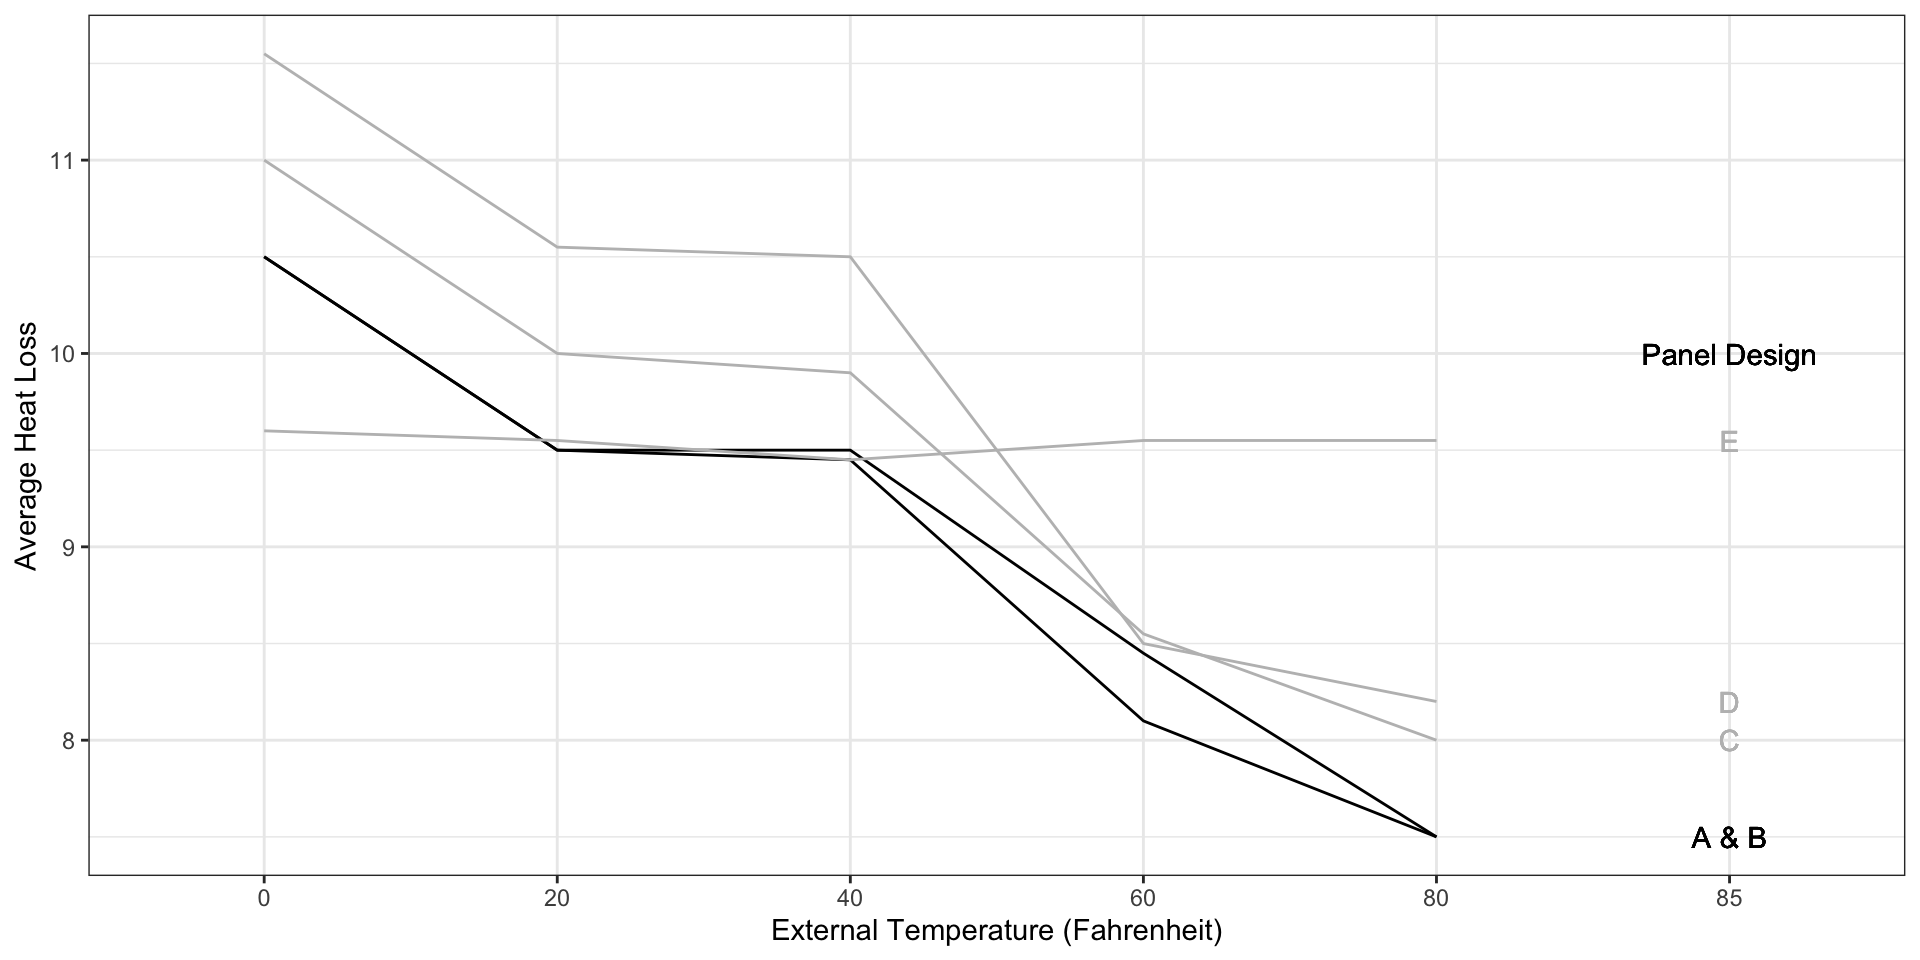 11
10
9
8
Average Heat Loss
Panel Design
E
D
C
A & B
0 20 40 60 80 85
External Temperature (Fahrenheit)